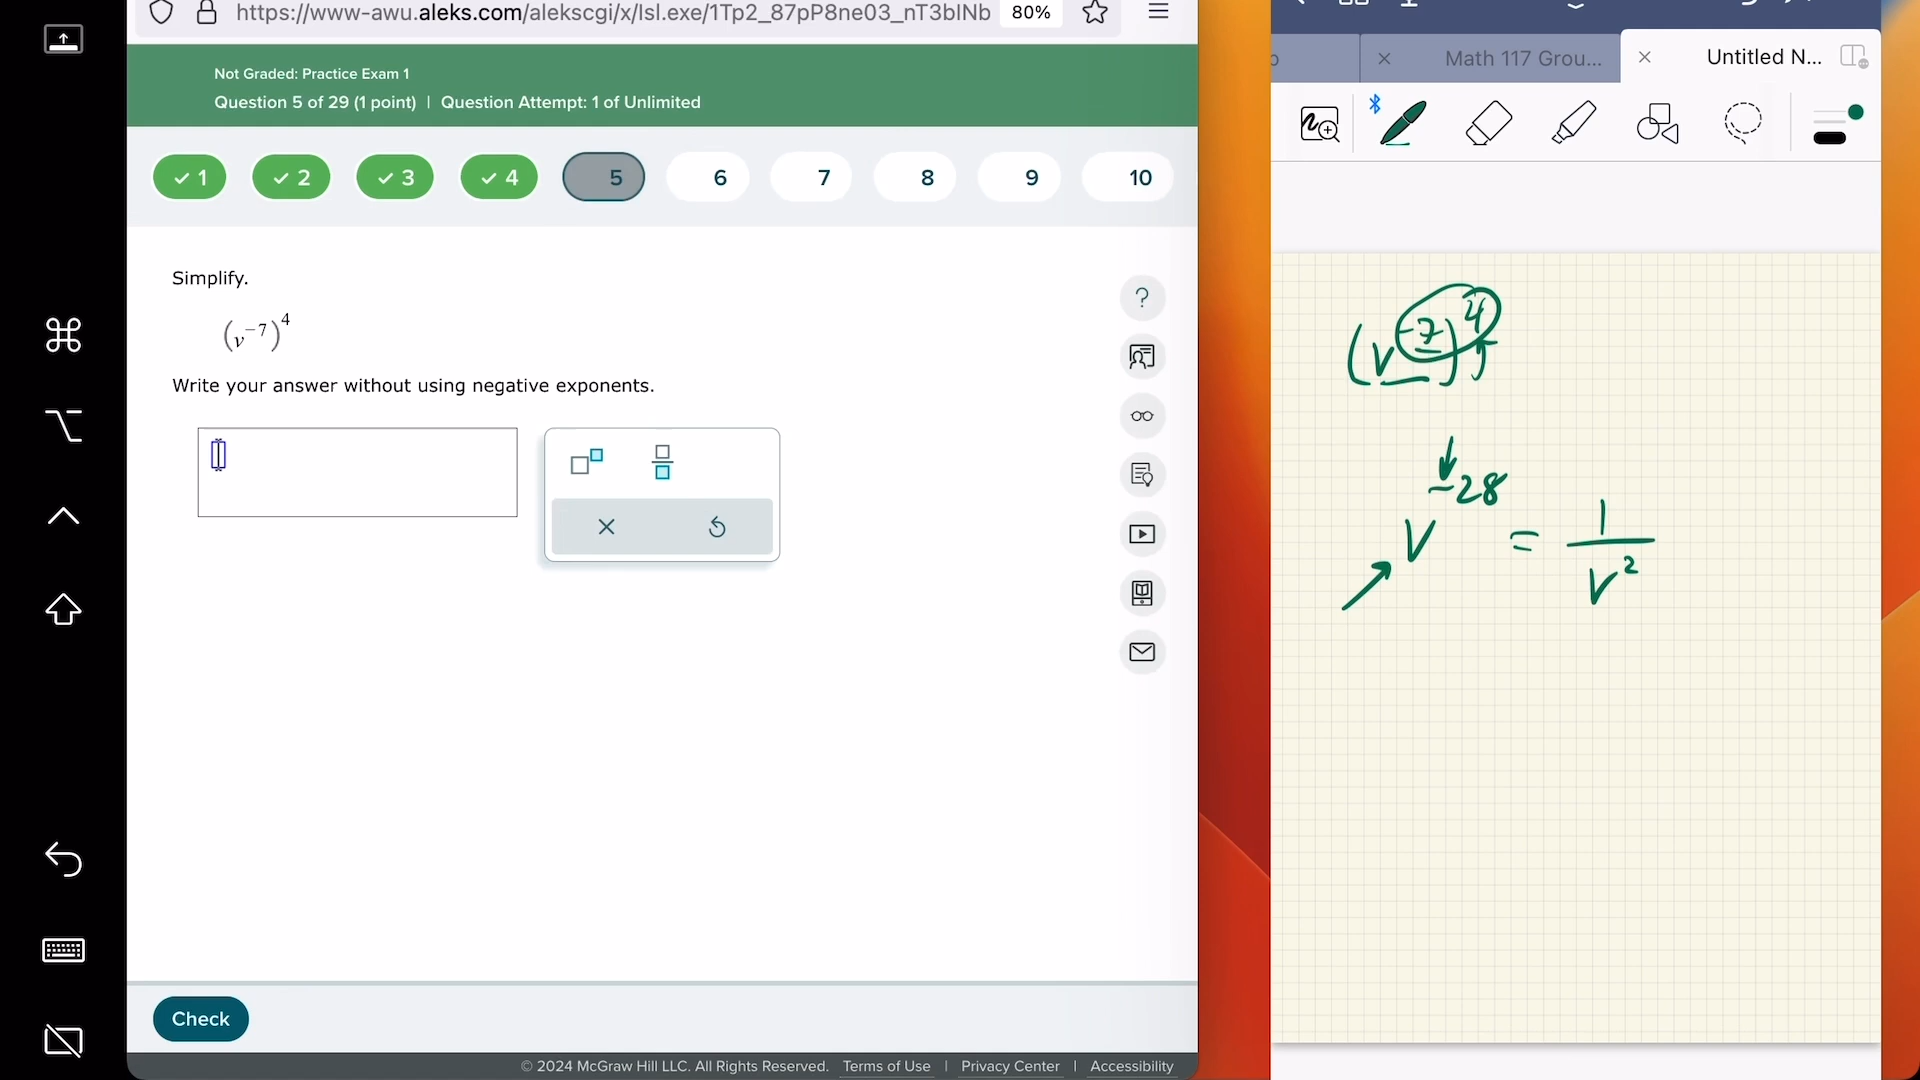 https://www-awu.aleks.com/alekscgi/x/Isl.exe/1Tp2_87pP8ne03_nT3bINb 80%
Not Graded: Practice Exam 1
Question 5 of 29 (1 point) | Question Attempt: 1 of Unlimited
✓ 1 ✓ 2 ✓ 3 ✓ 4 5 6 7 8 9 10
Simplify.
(v⁻⁷)⁴
Write your answer without using negative exponents.
Check
© 2024 McGraw Hill LLC. All Rights Reserved. Terms of Use | Privacy Center | Accessibility
Math 117 Grou... Untitled N...
(v⁻⁷)⁴
v⁻²⁸ = 1/v²